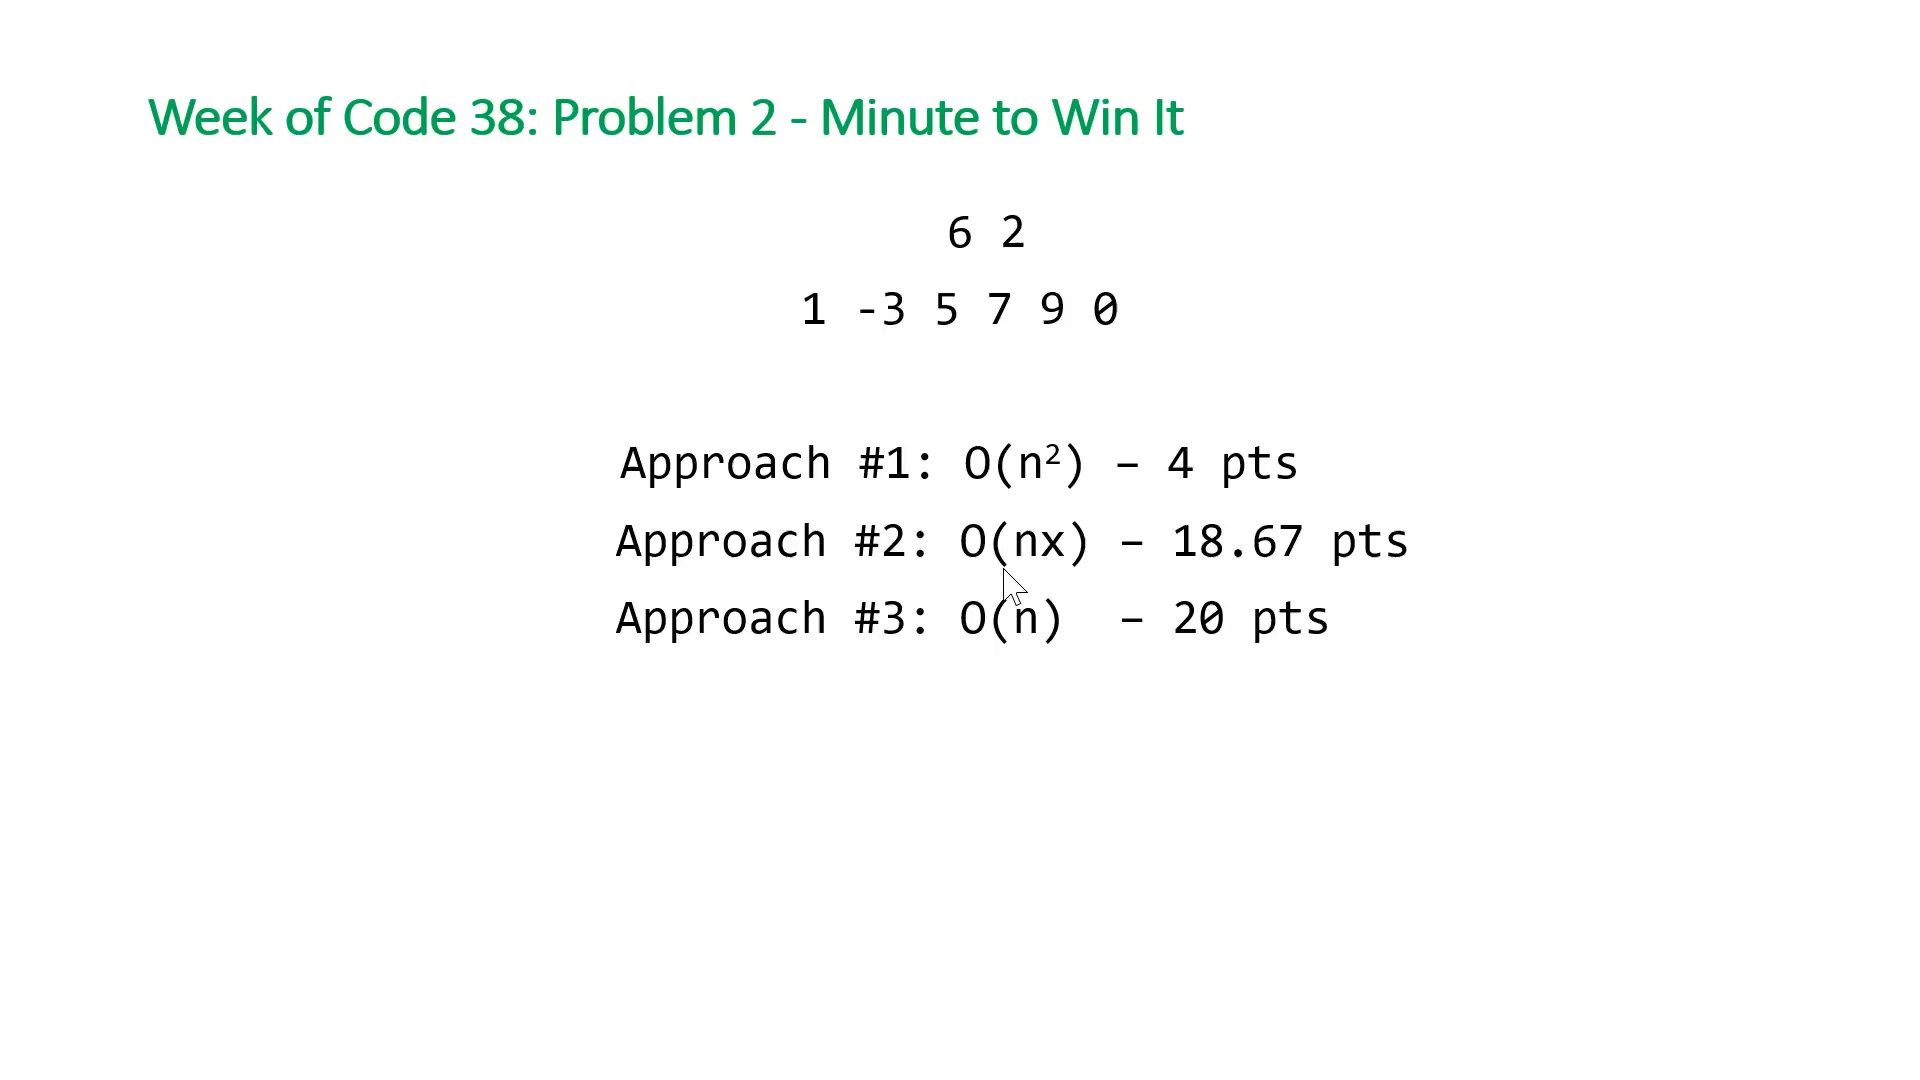 Week of Code 38: Problem 2 - Minute to Win It
6 2
1 -3 5 7 9 0
Approach #1: O(n²) – 4 pts
Approach #2: O(nx) – 18.67 pts
Approach #3: O(n) – 20 pts